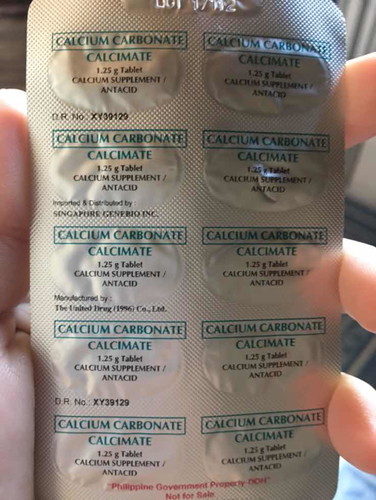 CALCIUM CARBONATE
CALCIMATE
1.25 g Tablet
CALCIUM SUPPLEMENT /
ANTACID
CALCIUM CARBONATE
CALCIMATE
1.25 g Tablet
CALCIUM SUPPLEMENT /
ANTACID
D.R. No. XY39129
CALCIUM CARBONATE
CALCIMATE
1.25 g Tablet
CALCIUM SUPPLEMENT /
ANTACID
CALCIUM CARBONATE
CALCIMATE
1.25 g Tablet
CALCIUM SUPPLEMENT /
ANTACID
Imported & Distributed by :
CALCIUM CARBONATE
CALCIMATE
1.25 g Tablet
CALCIUM SUPPLEMENT /
ANTACID
CALCIUM CARBONATE
CALCIMATE
1.25 g Tablet
CALCIUM SUPPLEMENT /
ANTACID
Manufactured by :
The United Drug (1996) Co., Ltd.
CALCIUM CARBONATE
CALCIMATE
1.25 g Tablet
CALCIUM SUPPLEMENT /
ANTACID
CALCIUM CARBONATE
CALCIMATE
1.25 g Tablet
CALCIUM SUPPLEMENT /
ANTACID
D.R. No.: XY39129
CALCIUM CARBONATE
CALCIMATE
1.25 g Tablet
CALCIUM SUPPLEMENT /
ANTACID
CALCIUM CARBONATE
CALCIMATE
1.25 g Tablet
CALCIUM SUPPLEMENT /
ANTACID
"Philippine Government Property-DOH"
Not for Sale